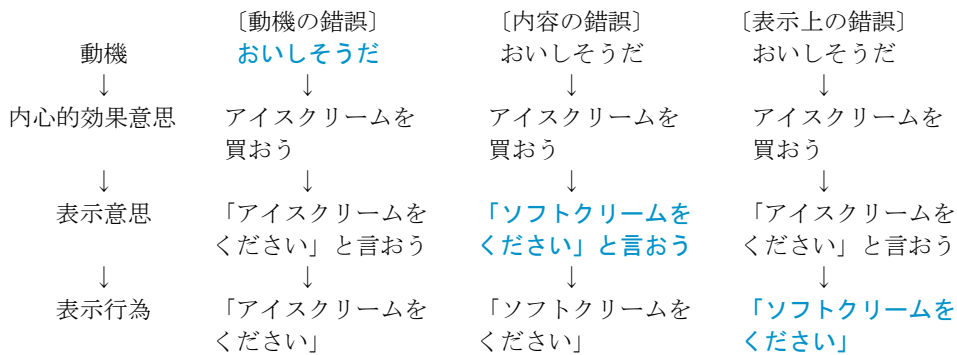 〔動機の錯誤〕 〔内容の錯誤〕 〔表示上の錯誤〕
動機 おいしそうだ おいしそうだ おいしそうだ
↓ ↓ ↓ ↓
内心的効果意思 アイスクリームを アイスクリームを アイスクリームを
買おう 買おう 買おう
↓ ↓ ↓ ↓
表示意思 「アイスクリームを 「ソフトクリームを 「アイスクリームを
ください」と言おう ください」と言おう ください」と言おう
↓ ↓ ↓ ↓
表示行為 「アイスクリームを 「ソフトクリームを 「ソフトクリームを
ください」 ください」 ください」